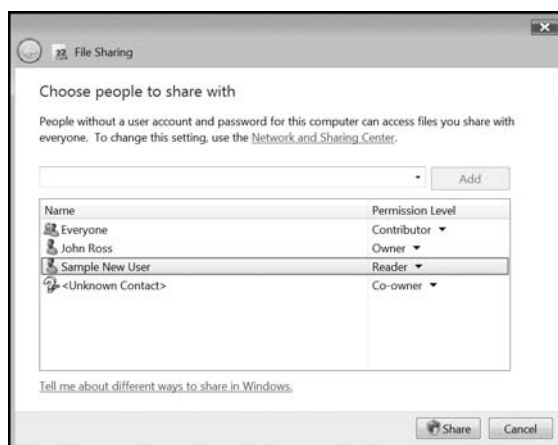 File Sharing
Choose people to share with
People without a user account and password for this computer can access files you share with
everyone. To change this setting, use the Network and Sharing Center.
Add
Name Permission Level
Everyone Contributor
John Ross Owner
Sample New User Reader
<Unknown Contact> Co-owner
Tell me about different ways to share in Windows.
Share Cancel